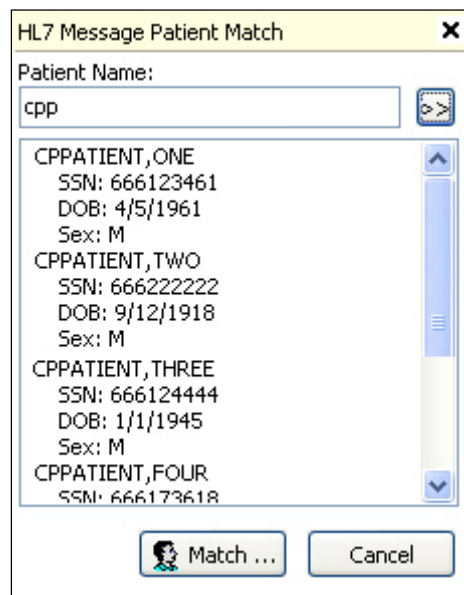 HL7 Message Patient Match
Patient Name:
cpp
>>
CPPATIENT,ONE
SSN: 666123461
DOB: 4/5/1961
Sex: M
CPPATIENT,TWO
SSN: 666222222
DOB: 9/12/1918
Sex: M
CPPATIENT,THREE
SSN: 666124444
DOB: 1/1/1945
Sex: M
CPPATIENT,FOUR
SSN: 666173618
Match ...
Cancel